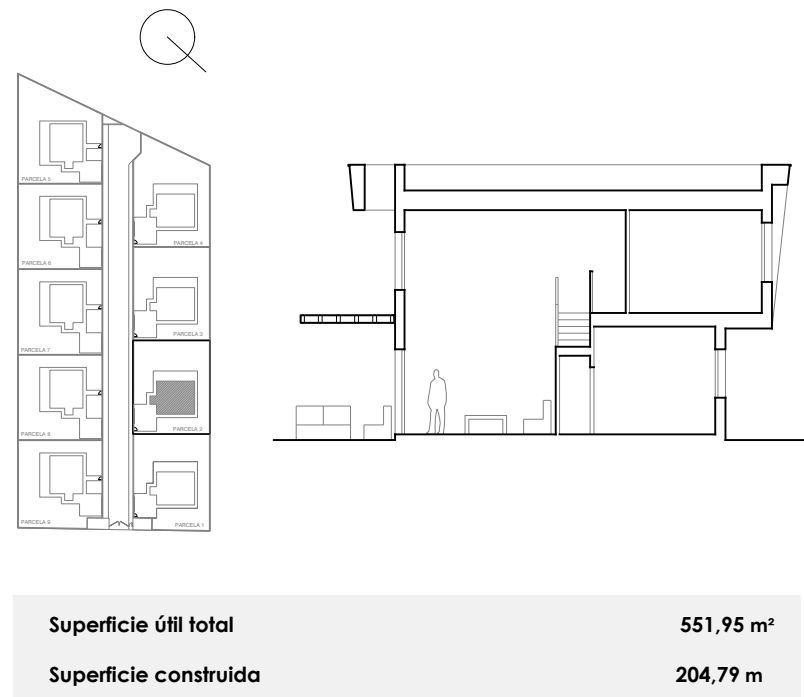 PARCELA 5
PARCELA 4
PARCELA 6
PARCELA 3
PARCELA 7
PARCELA 2
PARCELA 8
PARCELA 9
PARCELA 1
Superficie útil total 551,95 m²
Superficie construida 204,79 m